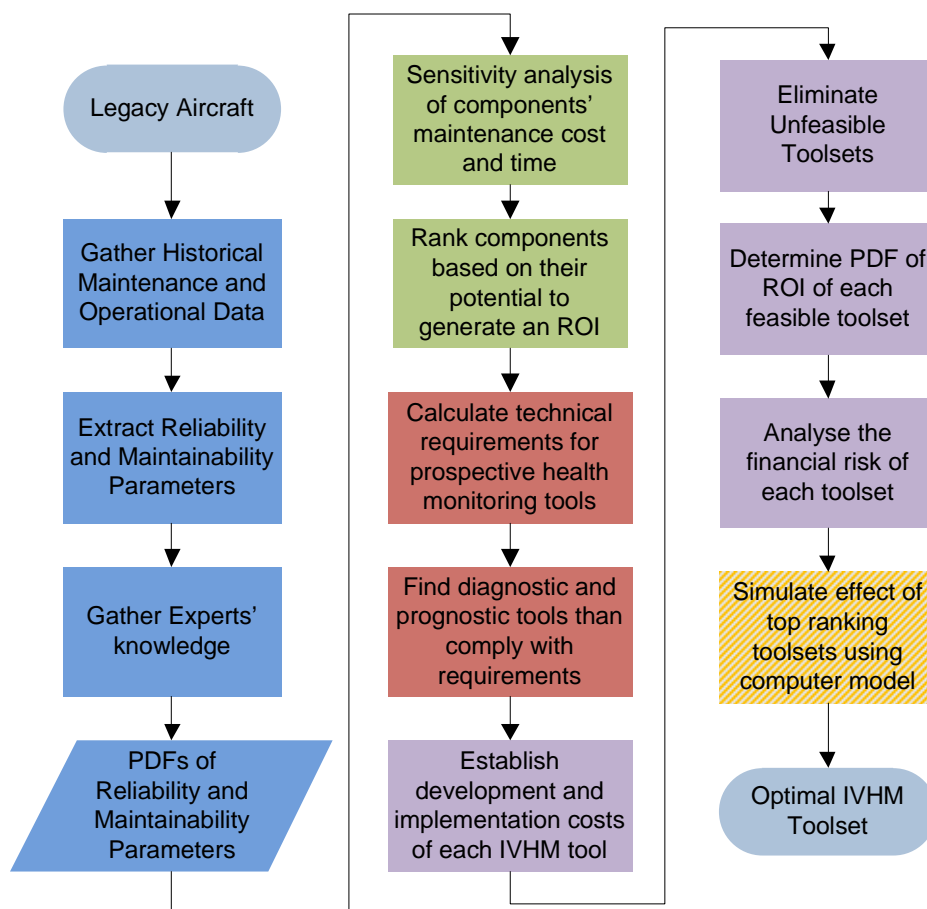 Legacy Aircraft
Gather Historical
Maintenance and
Operational Data
Extract Reliability
and Maintainability
Parameters
Gather Experts'
knowledge
PDFs of
Reliability and
Maintainability
Parameters
Sensitivity analysis
of components'
maintenance cost
and time
Rank components
based on their
potential to
generate an ROI
Calculate technical
requirements for
prospective health
monitoring tools
Find diagnostic and
prognostic tools than
comply with
requirements
Establish
development and
implementation costs
of each IVHM tool
Eliminate
Unfeasible
Toolsets
Determine PDF of
ROI of each
feasible toolset
Analyse the
financial risk of
each toolset
Simulate effect of
top ranking
toolsets using
computer model
Optimal IVHM
Toolset